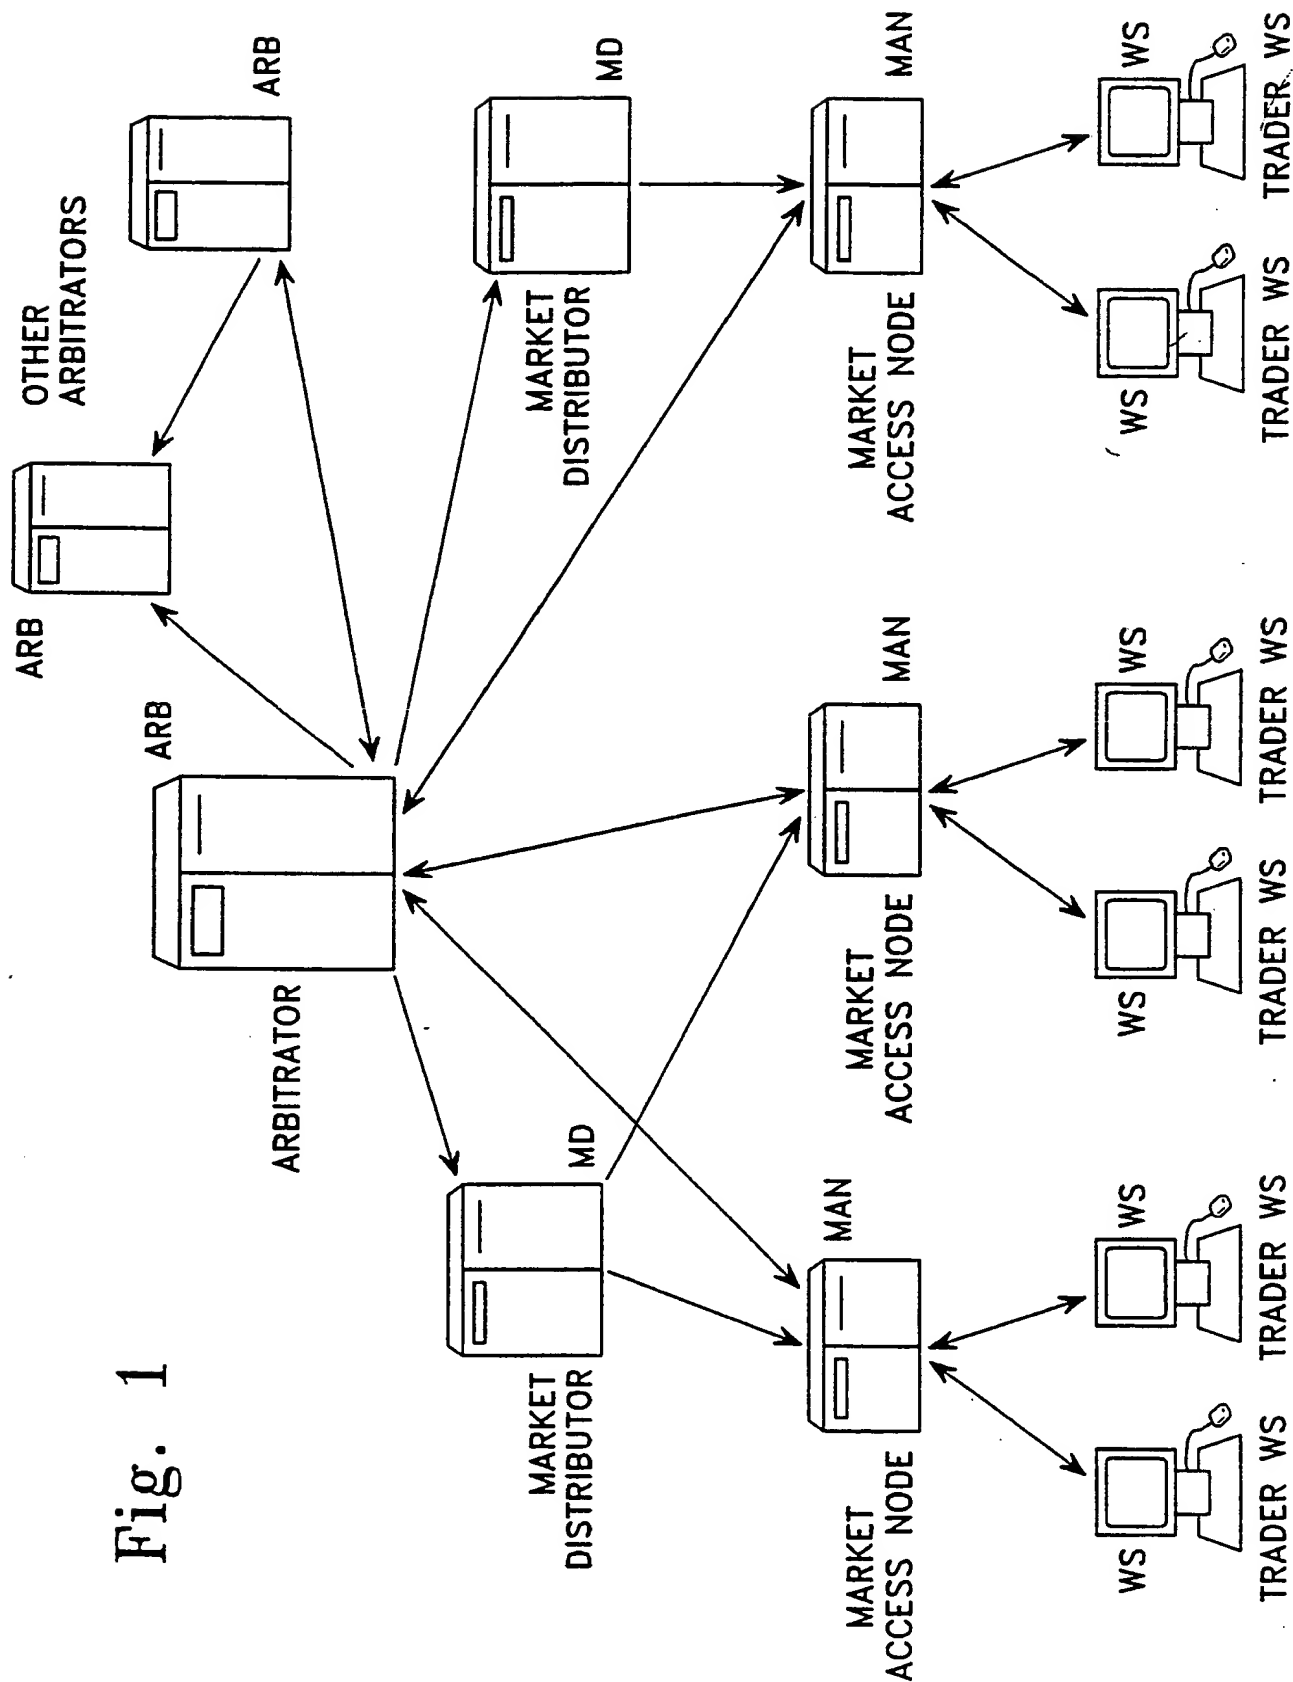 Fig. 1
OTHER
ARBITRATORS
ARB
ARB
ARB
ARBITRATOR
MARKET
DISTRIBUTOR
MD
MARKET
DISTRIBUTOR
MD
MARKET
ACCESS NODE
MAN
MARKET
ACCESS NODE
MAN
MARKET
ACCESS NODE
MAN
WS
WS
WS
WS
WS
WS
TRADER WS
TRADER WS
TRADER WS
TRADER WS
TRADER WS
TRADER WS